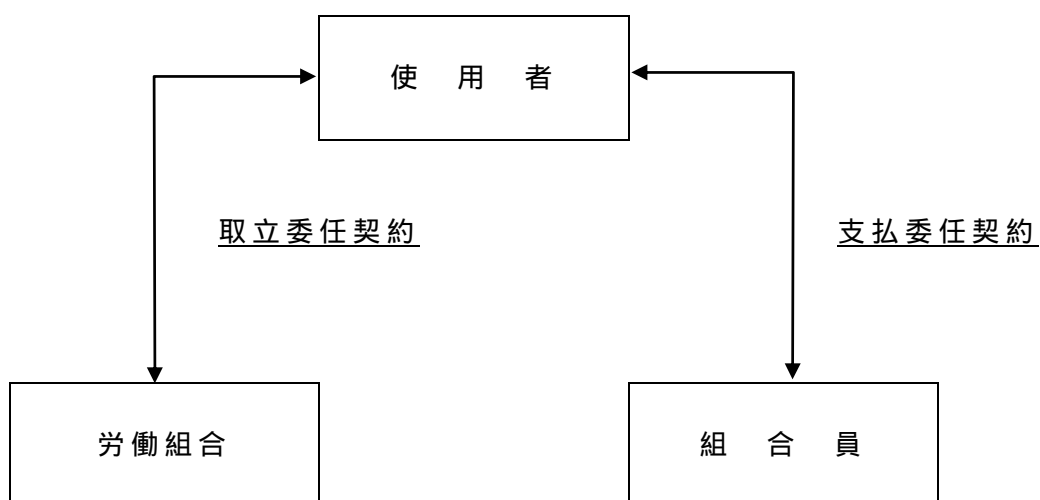 使　用　者
取立委任契約
支払委任契約
労働組合
組　合　員